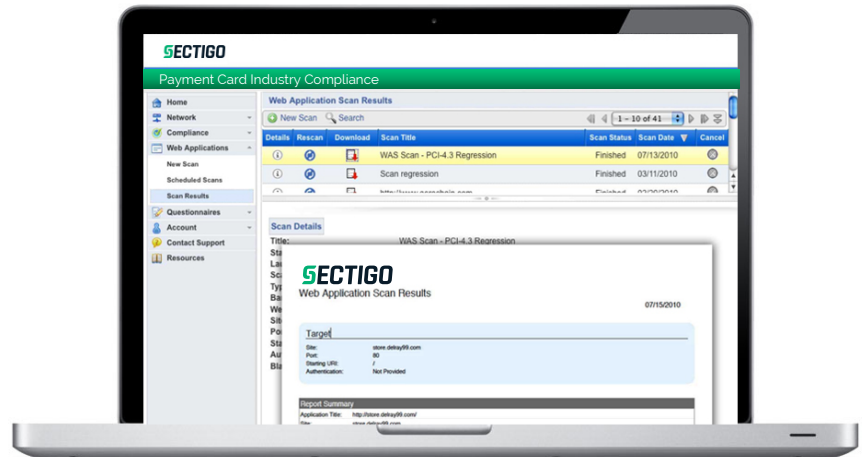 SECTIGO
Payment Card Industry Compliance
Home
Network
Compliance
Web Applications
New Scan
Scheduled Scans
Scan Results
Questionnaires
Account
Contact Support
Resources
Web Application Scan Results
New Scan Search 1 – 10 of 41
Details Rescan Download Scan Title Scan Status Scan Date Cancel
WAS Scan - PCI-4.3 Regression Finished 07/13/2010
Scan regression Finished 03/11/2010
Scan Details
Title: WAS Scan - PCI-4.3 Regression
SECTIGO
Web Application Scan Results
07/15/2010
Target
Site: store.delray99.com
Port: 80
Starting URI: /
Authentication: Not Provided
Report Summary
Application Title: http://store.delray99.com/
Site: store.delray99.com